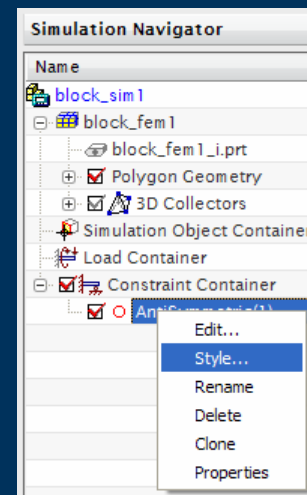 Simulation Navigator
Name
block_sim1
block_fem1
block_fem1_i.prt
Polygon Geometry
3D Collectors
Simulation Object Container
Load Container
Constraint Container
AntiSymmetric(1)
Edit...
Style...
Rename
Delete
Clone
Properties